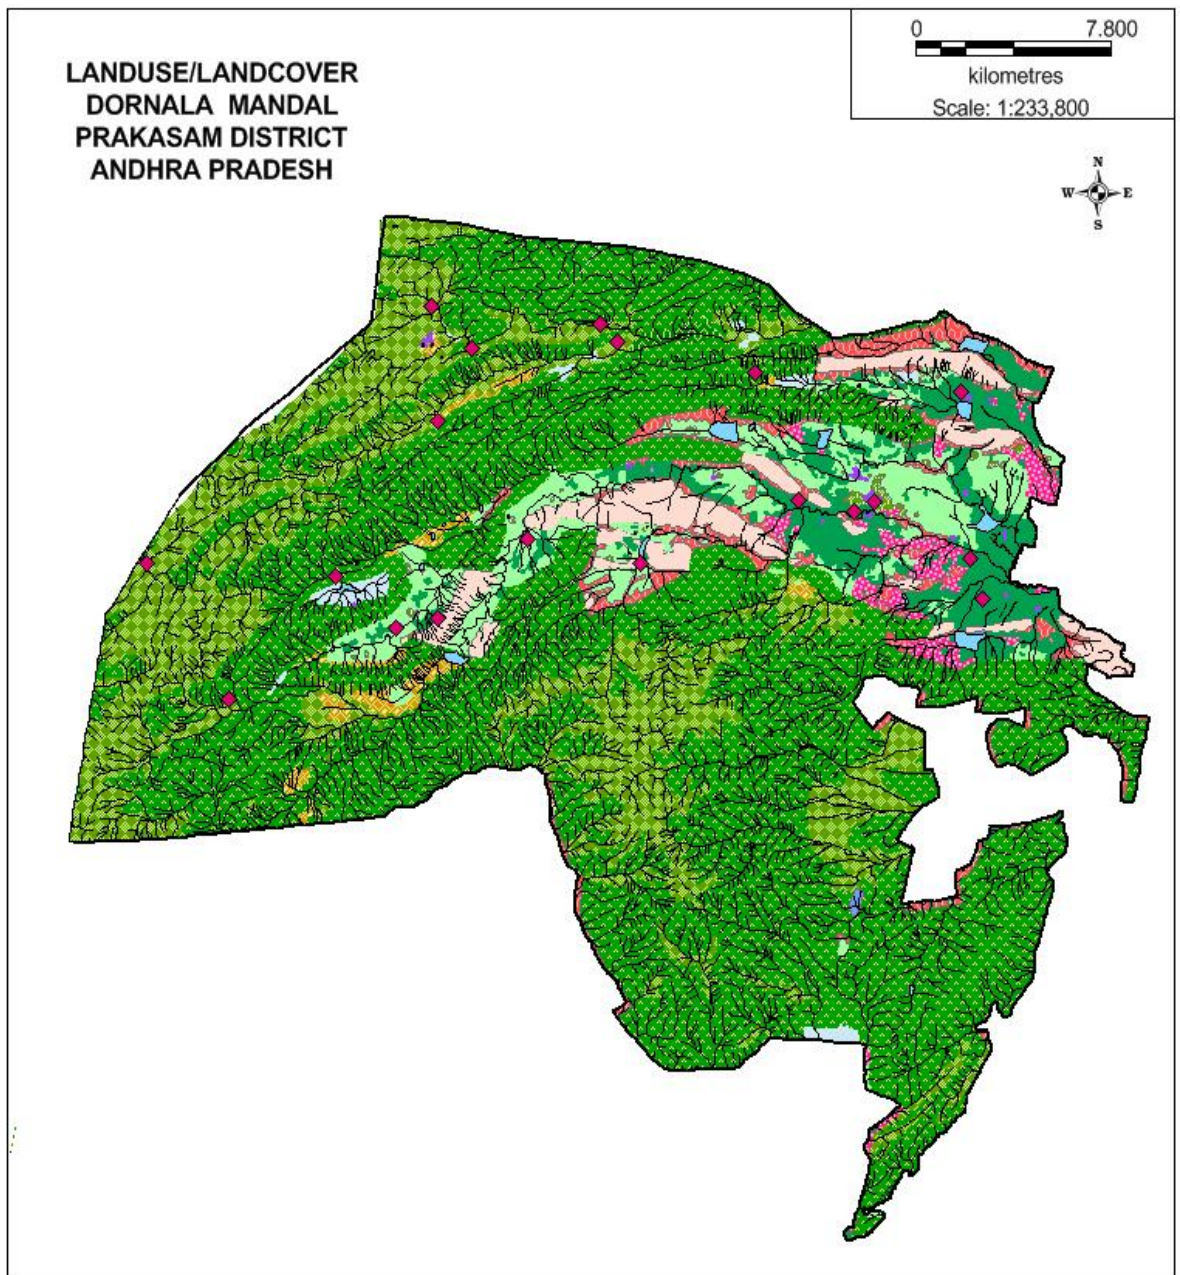 LANDUSE/LANDCOVER
DORNALA MANDAL
PRAKASAM DISTRICT
ANDHRA PRADESH
0 7.800
kilometres
Scale: 1:233,800
N
W E
S